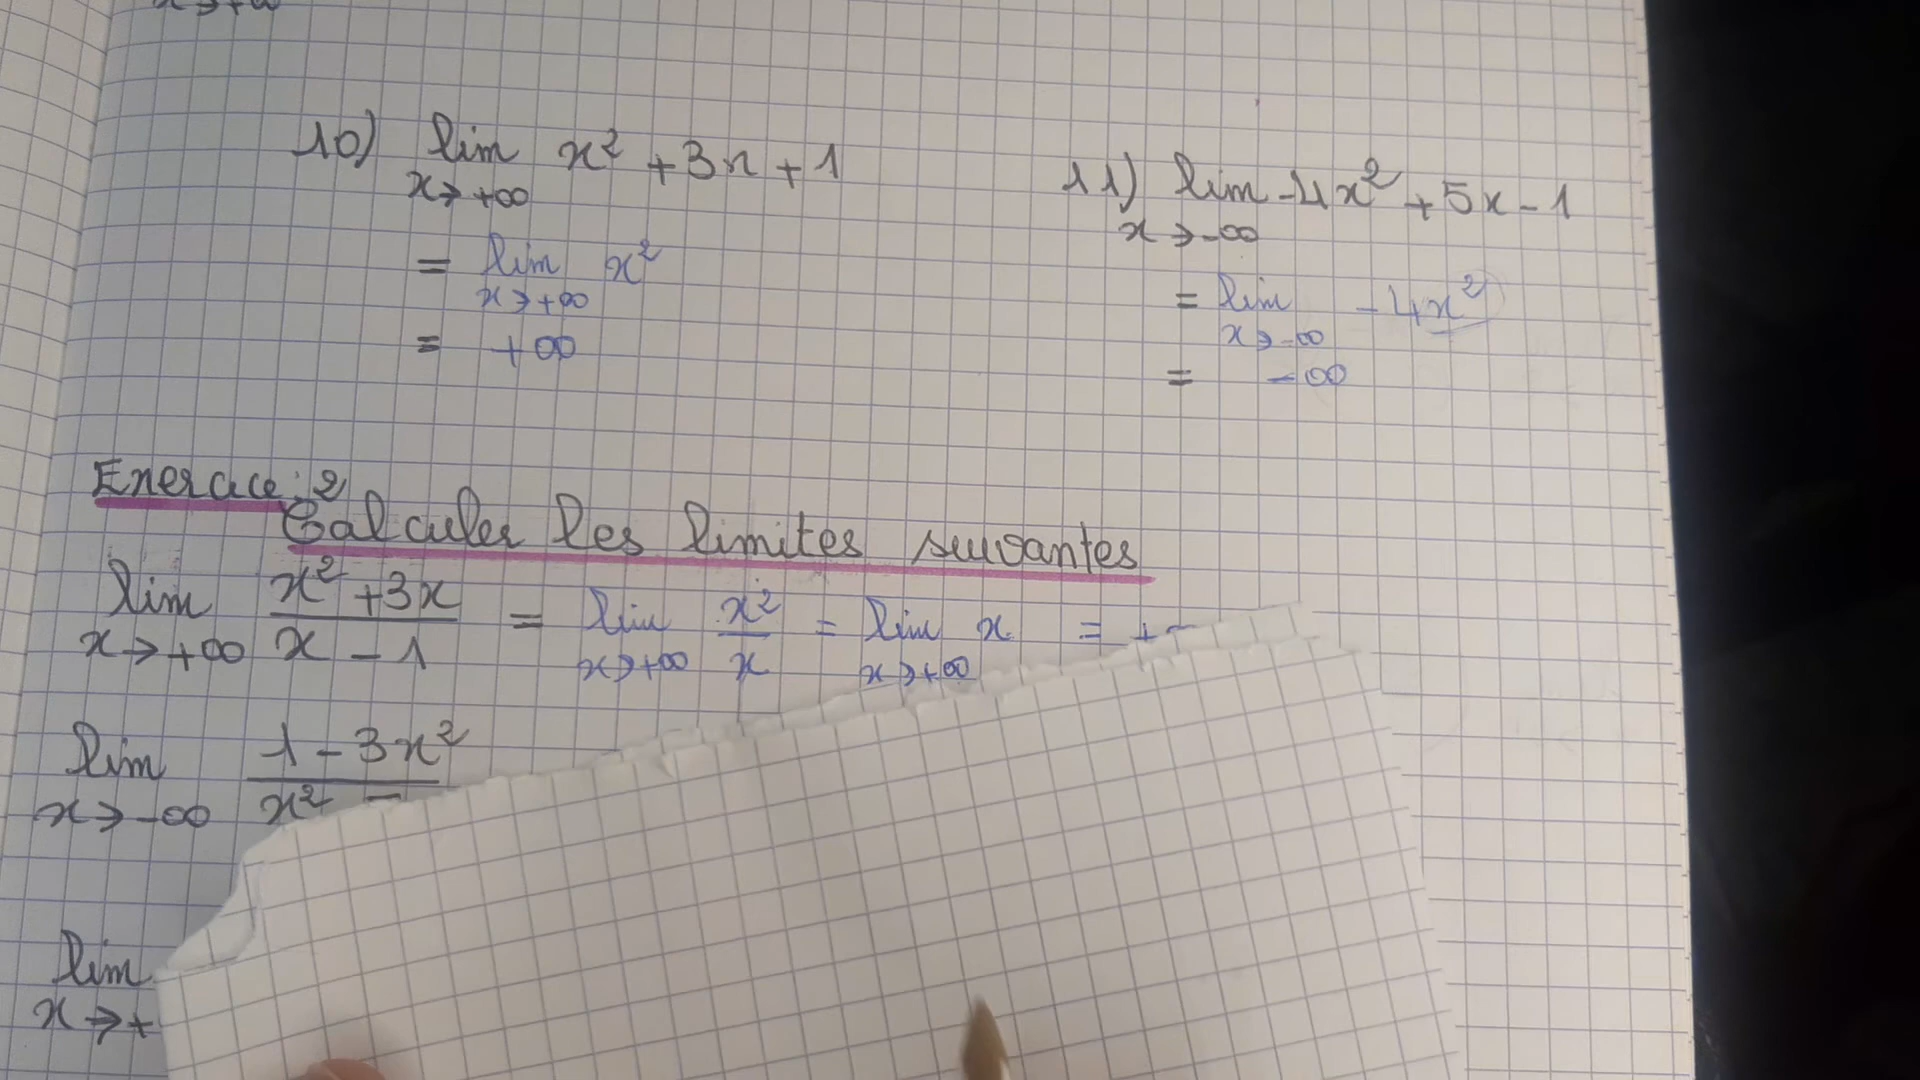 x→+∞
10) lim x² + 3x + 1
x→+∞
= lim x²
x→+∞
= +∞
11) lim -4x² + 5x - 1
x→-∞
= lim -4x²
x→-∞
= -∞
Exercice: 2
Calculer les limites suivantes
lim x² + 3x / x - 1 = lim x² / x = lim x = +
x→+∞ x→+∞ x→+∞
lim 1 - 3x² / x² -
x→-∞
lim
x→+